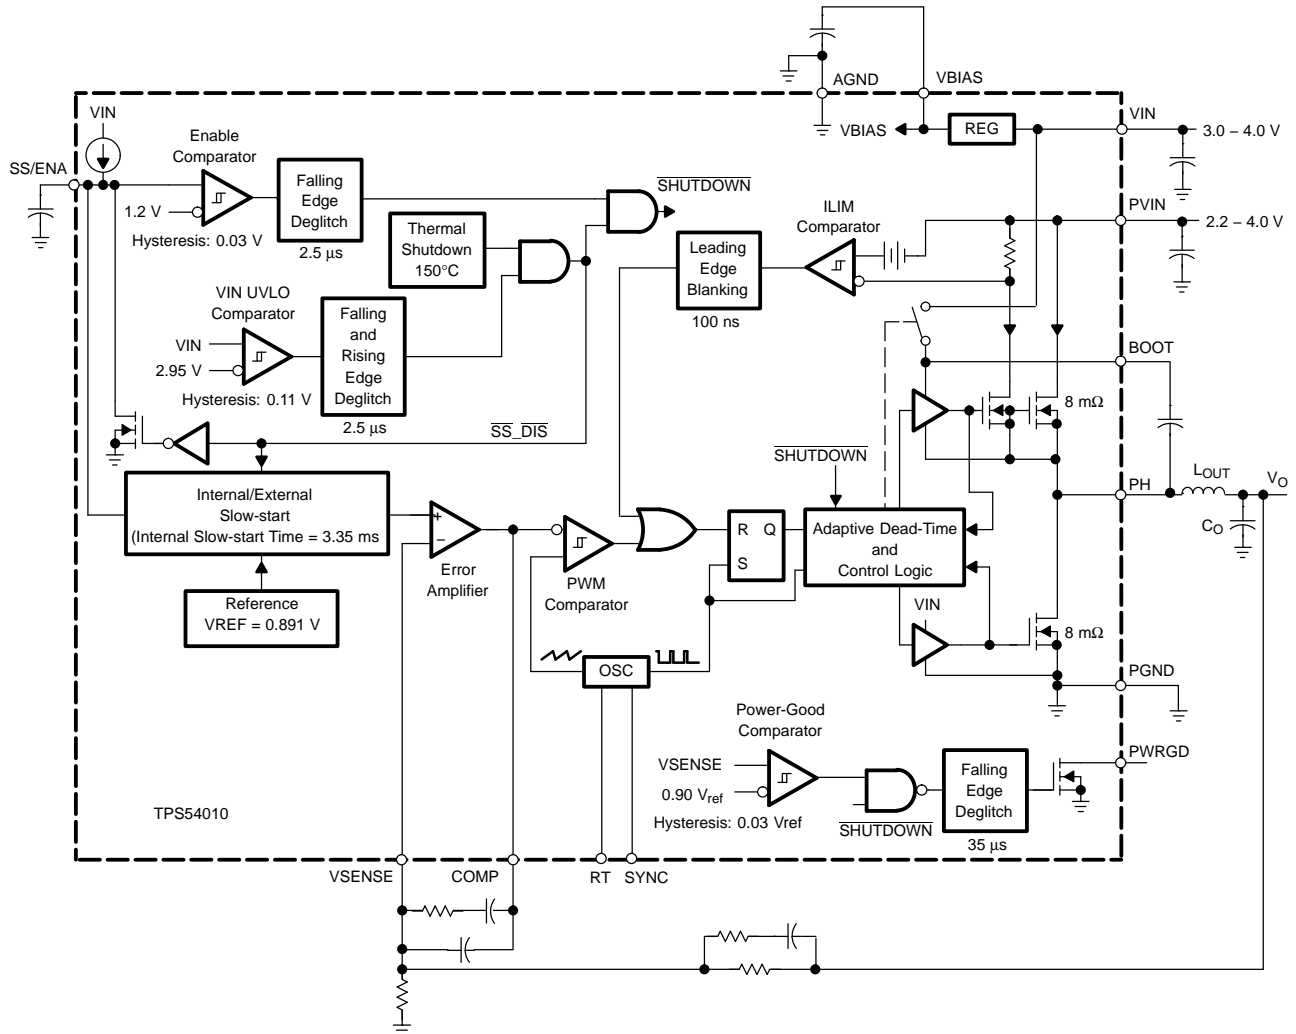 AGND
VBIAS
VIN
VIN
VBIAS
REG
3.0 – 4.0 V
Enable
Comparator
SS/ENA
1.2 V
Hysteresis: 0.03 V
Falling
Edge
Deglitch
2.5 µs
SHUTDOWN
Thermal
Shutdown
150°C
Leading
Edge
Blanking
100 ns
ILIM
Comparator
PVIN
2.2 – 4.0 V
VIN UVLO
Comparator
VIN
2.95 V
Hysteresis: 0.11 V
Falling
and
Rising
Edge
Deglitch
2.5 µs
BOOT
8 mΩ
SS_DIS
SHUTDOWN
Internal/External
Slow-start
(Internal Slow-start Time = 3.35 ms
Reference
VREF = 0.891 V
+
−
Error
Amplifier
PWM
Comparator
R Q
S
Adaptive Dead-Time
and
Control Logic
PH
LOUT
VO
CO
VIN
8 mΩ
OSC
PGND
Power-Good
Comparator
VSENSE
0.90 Vref
Hysteresis: 0.03 Vref
SHUTDOWN
Falling
Edge
Deglitch
35 µs
PWRGD
TPS54010
VSENSE
COMP
RT
SYNC